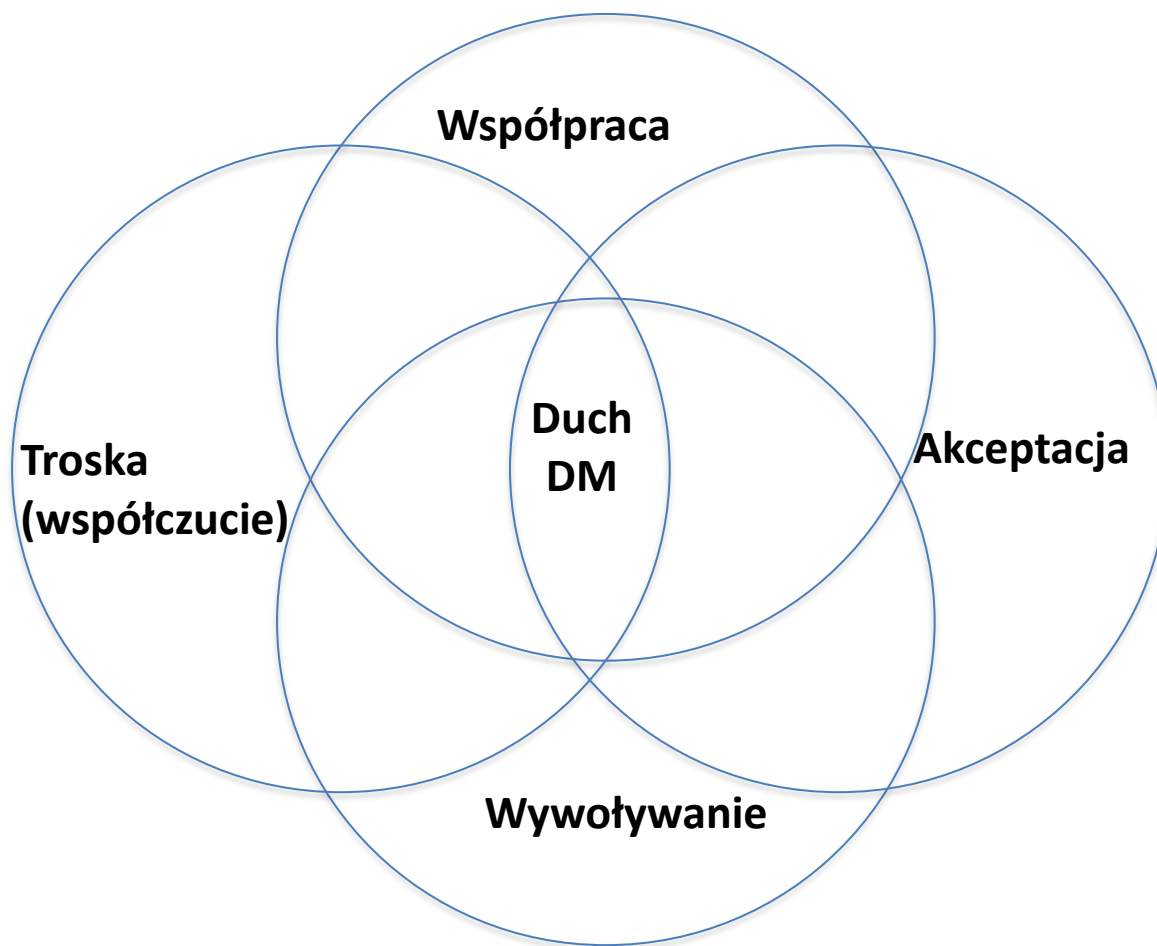 Współpraca
Duch
DM
Troska
(współczucie)
Akceptacja
Wywoływanie